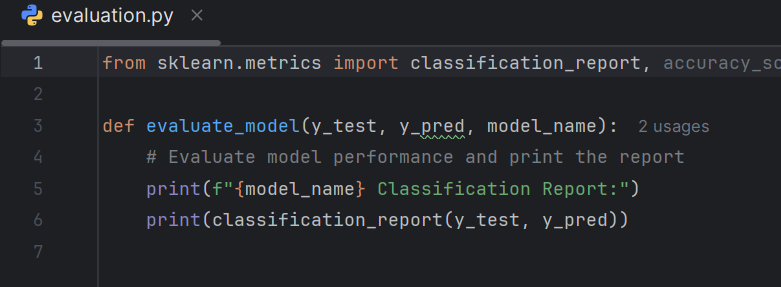 evaluation.py
1 from sklearn.metrics import classification_report,
2
3 def evaluate_model(y_test, y_pred, model_name): 2 usages
4     # Evaluate model performance and print the report
5     print(f"{model_name} Classification Report:")
6     print(classification_report(y_test, y_pred))
7